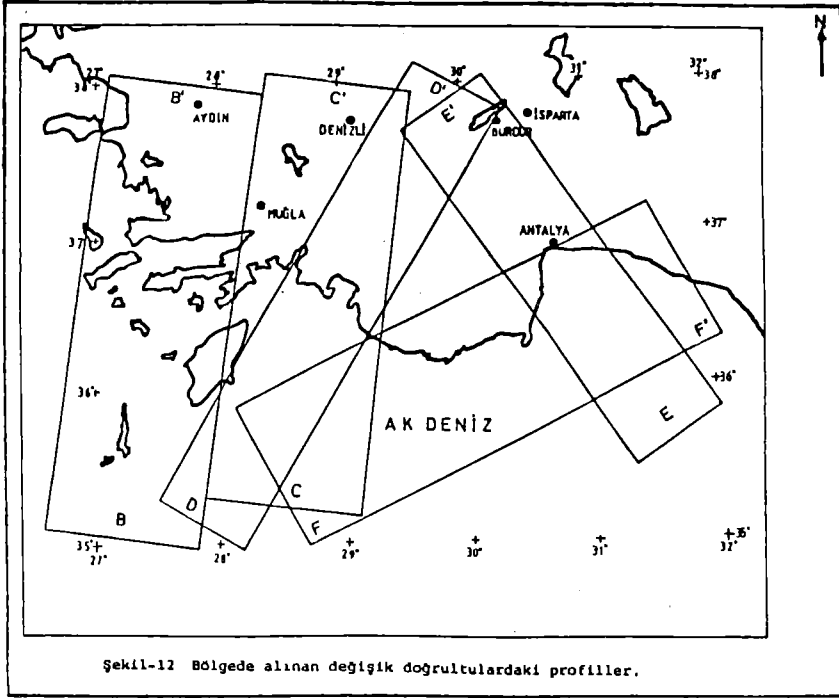 N
27° 28° 29° 30° 31° 32°
38 +38°
B' C' D' E'
AYDIN
DENİZLİ
BURDUR
İSPARTA
MUĞLA
ANTALYA
37 +37°
F'
36° +36°
AK DENİZ
E
B D C F
35° 35°
27° 28° 29° 30° 31° 32°
Şekil-12 Bölgede alınan değişik doğrultulardaki profiller.